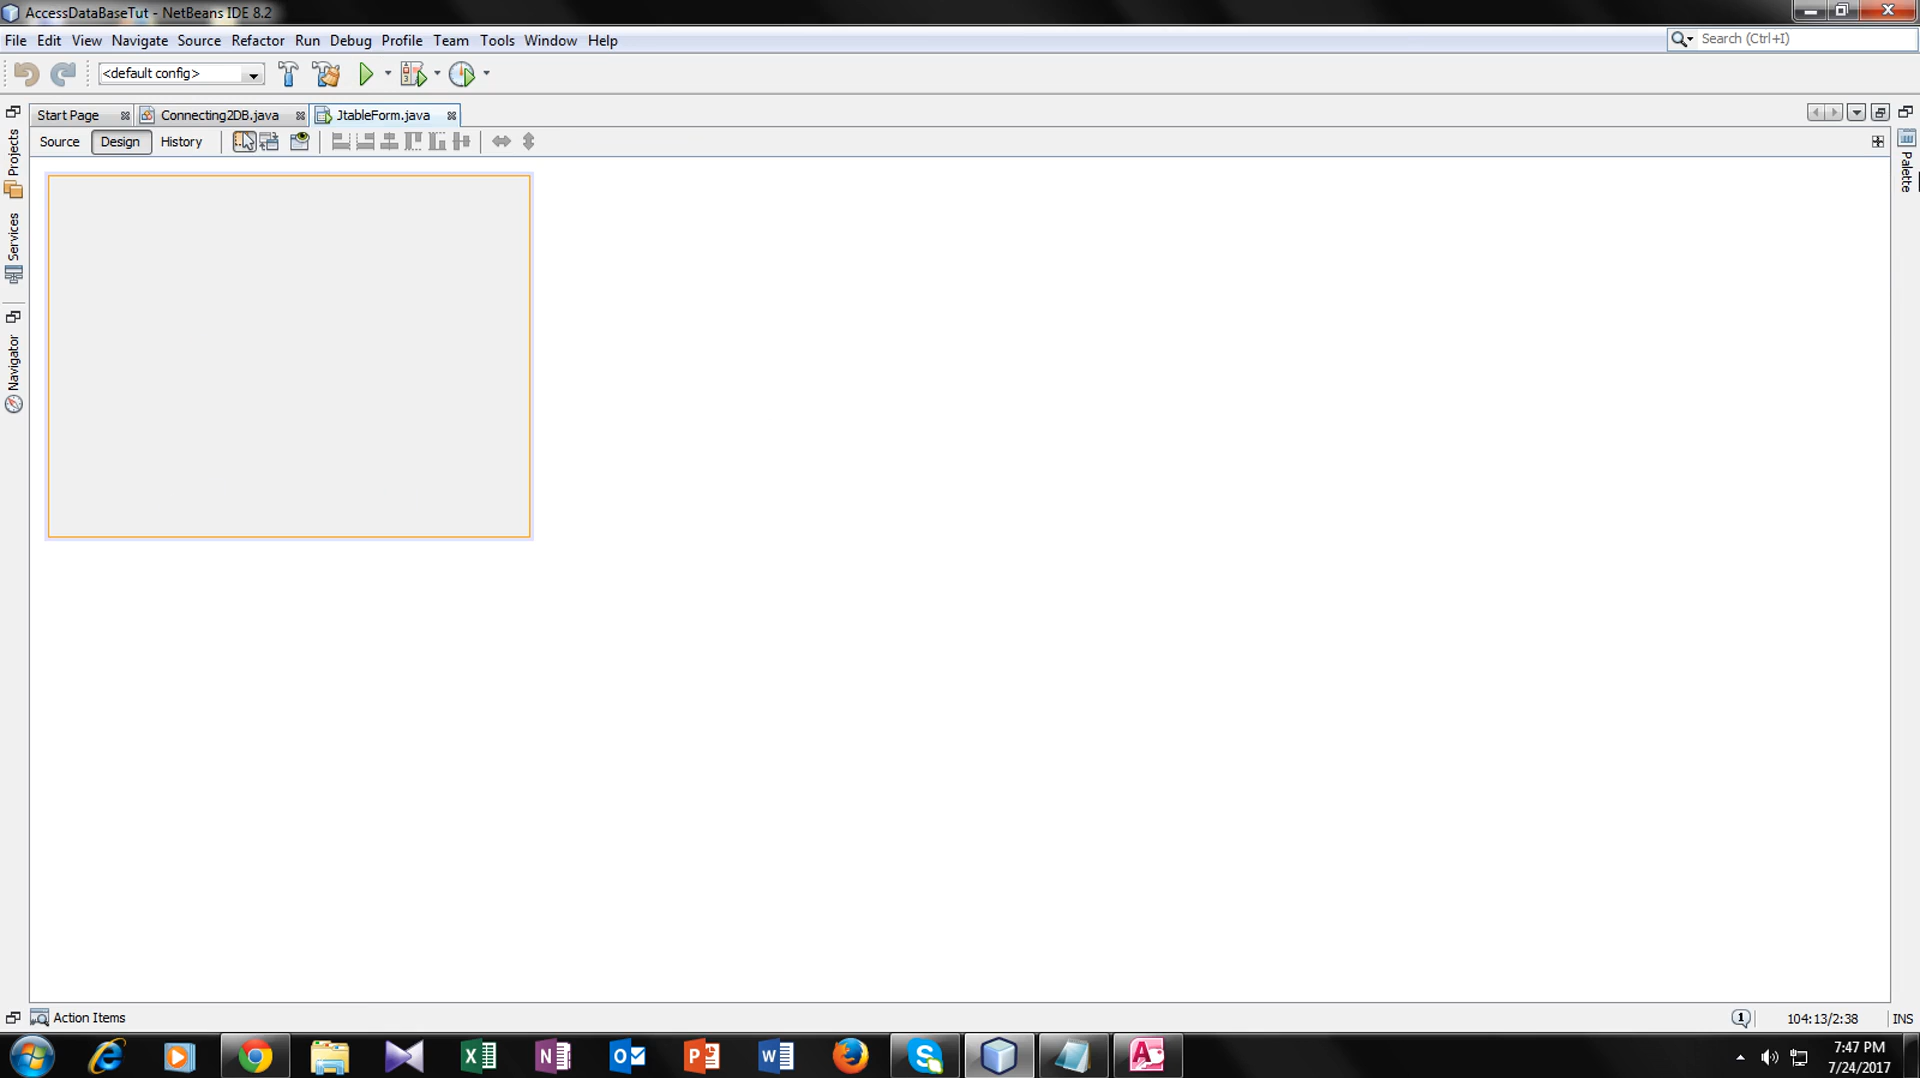 AccessDataBaseTut - NetBeans IDE 8.2
File Edit View Navigate Source Refactor Run Debug Profile Team Tools Window Help
Search (Ctrl+I)
<default config>
Start Page Connecting2DB.java JtableForm.java
Source Design History
Projects
Services
Navigator
Palette
Action Items
1
104:13/2:38 INS
7:47 PM
7/24/2017